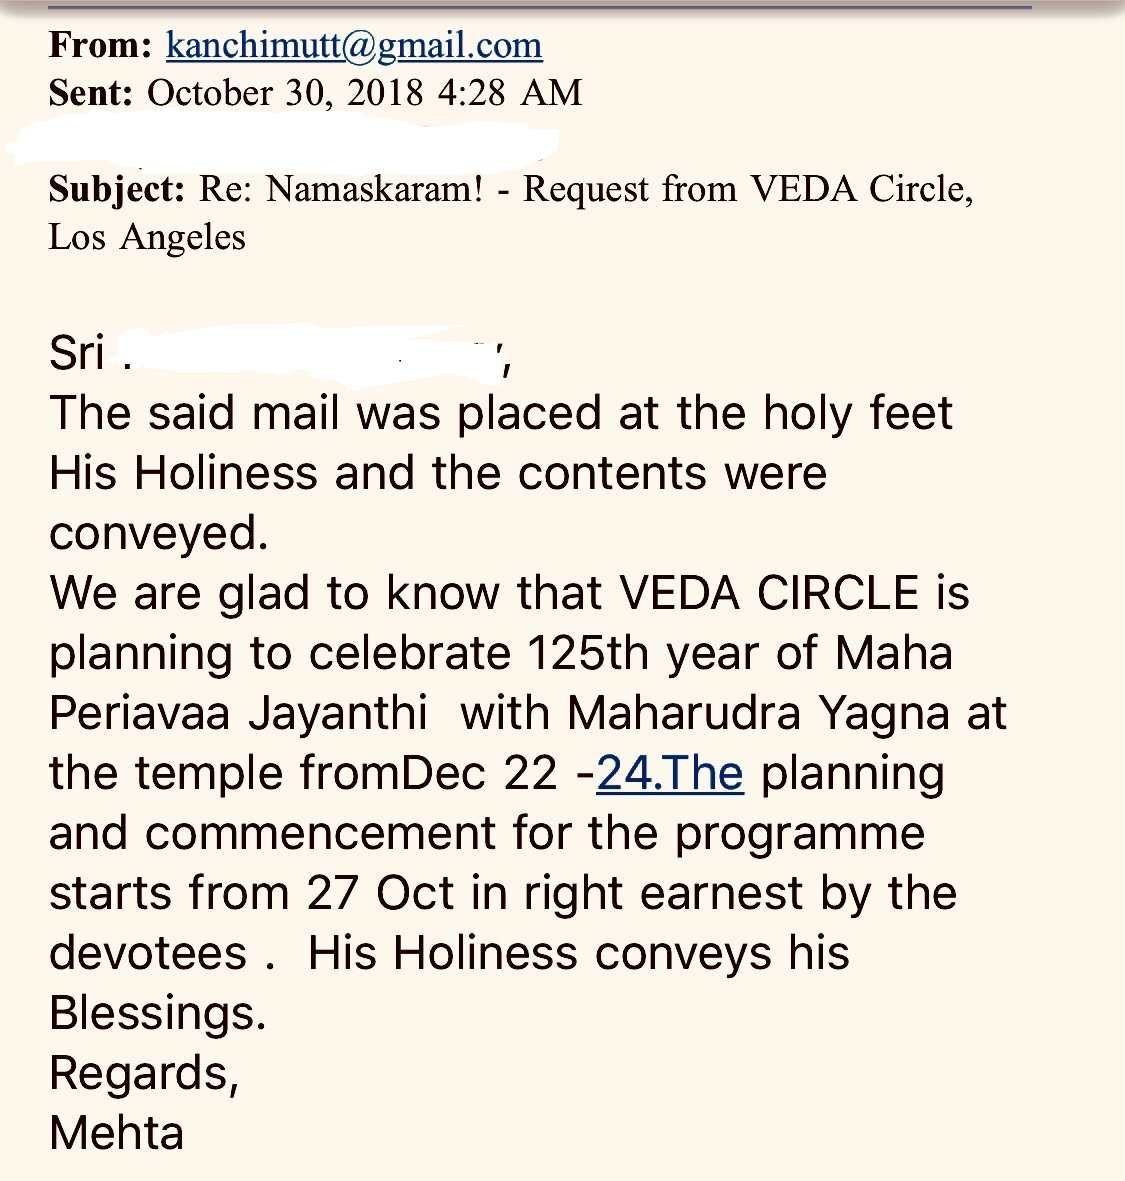 From: kanchimutt@gmail.com
Sent: October 30, 2018 4:28 AM
Subject: Re: Namaskaram! - Request from VEDA Circle,
Los Angeles
Sri .
The said mail was placed at the holy feet
His Holiness and the contents were
conveyed.
We are glad to know that VEDA CIRCLE is
planning to celebrate 125th year of Maha
Periavaa Jayanthi  with Maharudra Yagna at
the temple fromDec 22 -24.The planning
and commencement for the programme
starts from 27 Oct in right earnest by the
devotees .  His Holiness conveys his
Blessings.
Regards,
Mehta